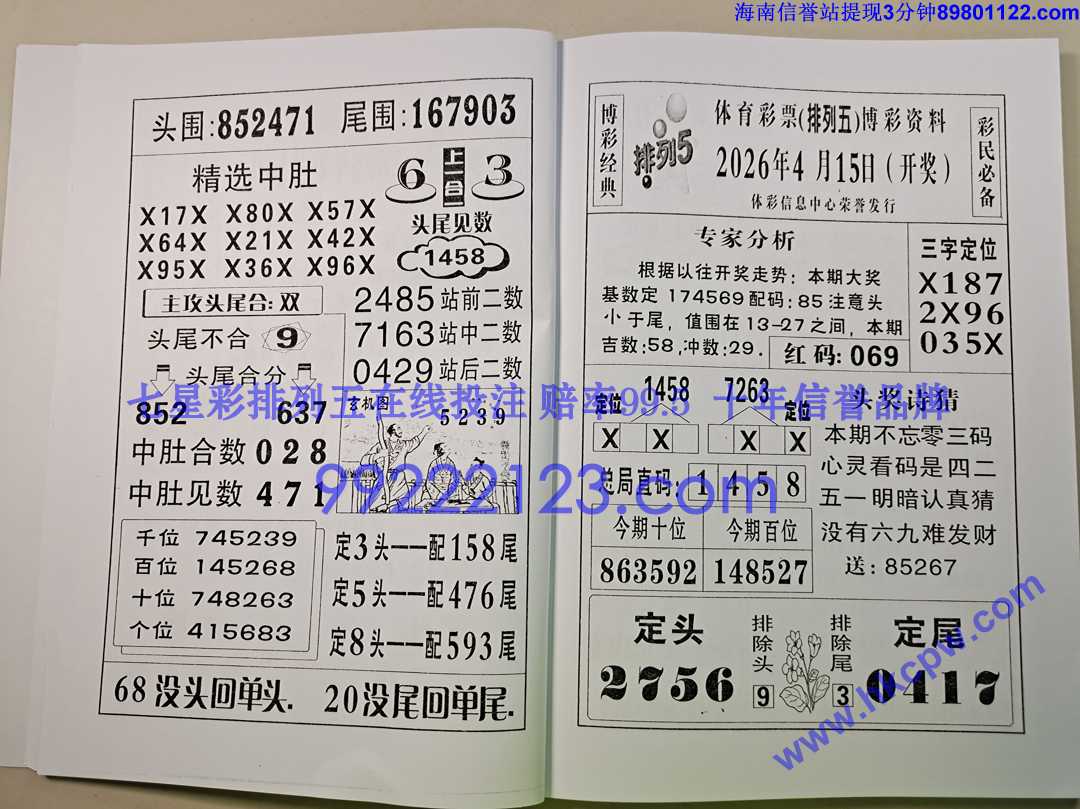 海南信誉站提现3分钟89801122.com
头围:852471 尾围:167903
精选中肚
X17X X80X X57X
X64X X21X X42X
X95X X36X X96X
6 上一合 3
头尾见数
1458
主攻头尾合:双
头尾不合 9
头尾合分
852 637
中肚合数 028
中肚见数 471
2485站前二数
7163站中二数
0429站后二数
玄机图
5239
千位 745239
百位 145268
十位 748263
个位 415683
定3头一一配158尾
定5头一一配476尾
定8头一一配593尾
68没头回单头.
20没尾回单尾.
博彩经典
排列5
体育彩票(排列五)博彩资料
2026年4月15日(开奖)
体彩信息中心荣誉发行
彩民必备
专家分析
根据以往开奖走势:本期大奖
基数定 174569配码:85注意头
小于尾,值围在13-27之间,本期
吉数:58,冲数:29.
红码:069
三字定位
X187
2X96
035X
1458 7263
定位 定位
X X
X X
总局直码: 1 4 5 8
今期十位 今期百位
863592 148527
头奖诗猜
本期不忘零三码
心灵看码是四二
五一明暗认真猜
没有六九难发财
送:85267
定头
2756
排除头
9
排除尾
3
定尾
0417
七星彩排列五在线投注 赔率99.5 十年信誉品牌
99222123.com
www.hkcpw.com